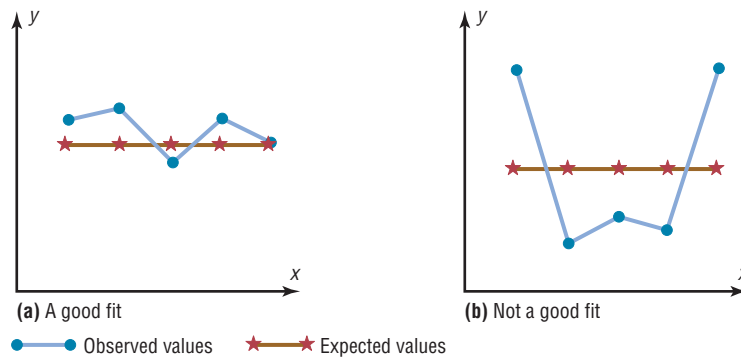 y
x
(a) A good fit
y
x
(b) Not a good fit
Observed values
Expected values